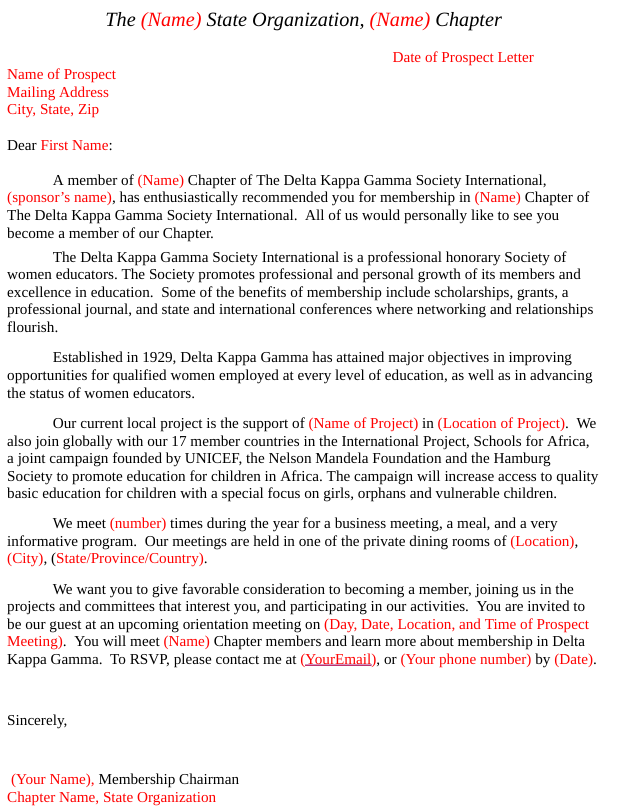 The (Name) State Organization, (Name) Chapter
Date of Prospect Letter
Name of Prospect
Mailing Address
City, State, Zip
Dear First Name:
A member of (Name) Chapter of The Delta Kappa Gamma Society International,
(sponsor’s name), has enthusiastically recommended you for membership in (Name) Chapter of
The Delta Kappa Gamma Society International.  All of us would personally like to see you
become a member of our Chapter.
The Delta Kappa Gamma Society International is a professional honorary Society of
women educators. The Society promotes professional and personal growth of its members and
excellence in education.  Some of the benefits of membership include scholarships, grants, a
professional journal, and state and international conferences where networking and relationships
flourish.
Established in 1929, Delta Kappa Gamma has attained major objectives in improving
opportunities for qualified women employed at every level of education, as well as in advancing
the status of women educators.
Our current local project is the support of (Name of Project) in (Location of Project).  We
also join globally with our 17 member countries in the International Project, Schools for Africa,
a joint campaign founded by UNICEF, the Nelson Mandela Foundation and the Hamburg
Society to promote education for children in Africa. The campaign will increase access to quality
basic education for children with a special focus on girls, orphans and vulnerable children.
We meet (number) times during the year for a business meeting, a meal, and a very
informative program.  Our meetings are held in one of the private dining rooms of (Location),
(City), (State/Province/Country).
We want you to give favorable consideration to becoming a member, joining us in the
projects and committees that interest you, and participating in our activities.  You are invited to
be our guest at an upcoming orientation meeting on (Day, Date, Location, and Time of Prospect
Meeting).  You will meet (Name) Chapter members and learn more about membership in Delta
Kappa Gamma.  To RSVP, please contact me at (YourEmail), or (Your phone number) by (Date).
Sincerely,
(Your Name), Membership Chairman
Chapter Name, State Organization